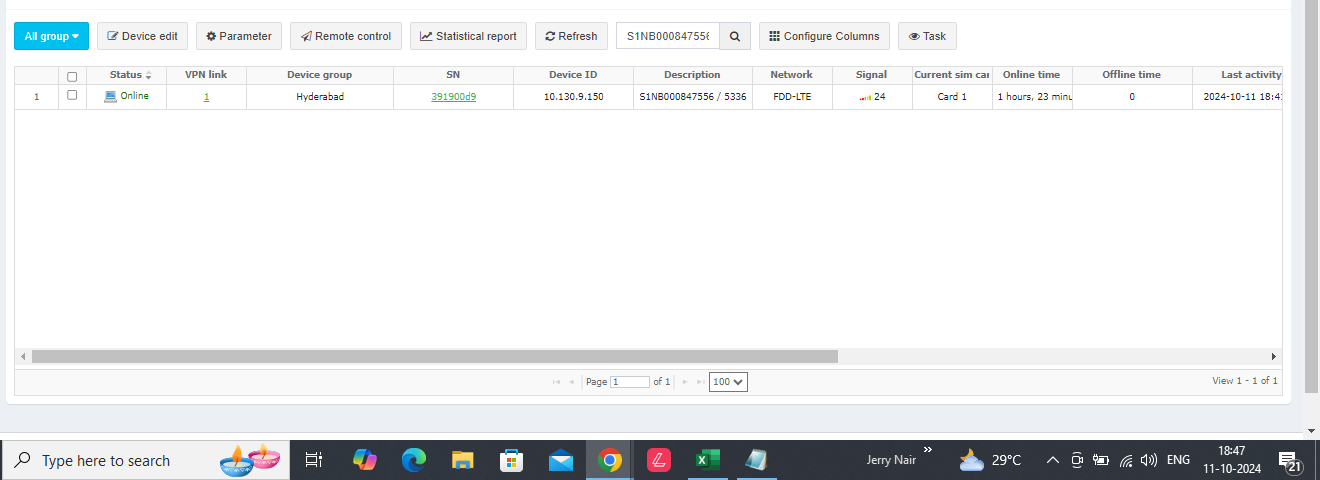 All group
Device edit
Parameter
Remote control
Statistical report
Refresh
S1NB000847556
Configure Columns
Task
Status VPN link Device group SN Device ID Description Network Signal Current sim car Online time Offline time Last activity
1 Online 1 Hyderabad 391900d9 10.130.9.150 S1NB000847556 / 5336 FDD-LTE 24 Card 1 1 hours, 23 minu 0 2024-10-11 18:4
Page 1 of 1 100 View 1 - 1 of 1
Type here to search
Jerry Nair
29°C
ENG
18:47
11-10-2024
21